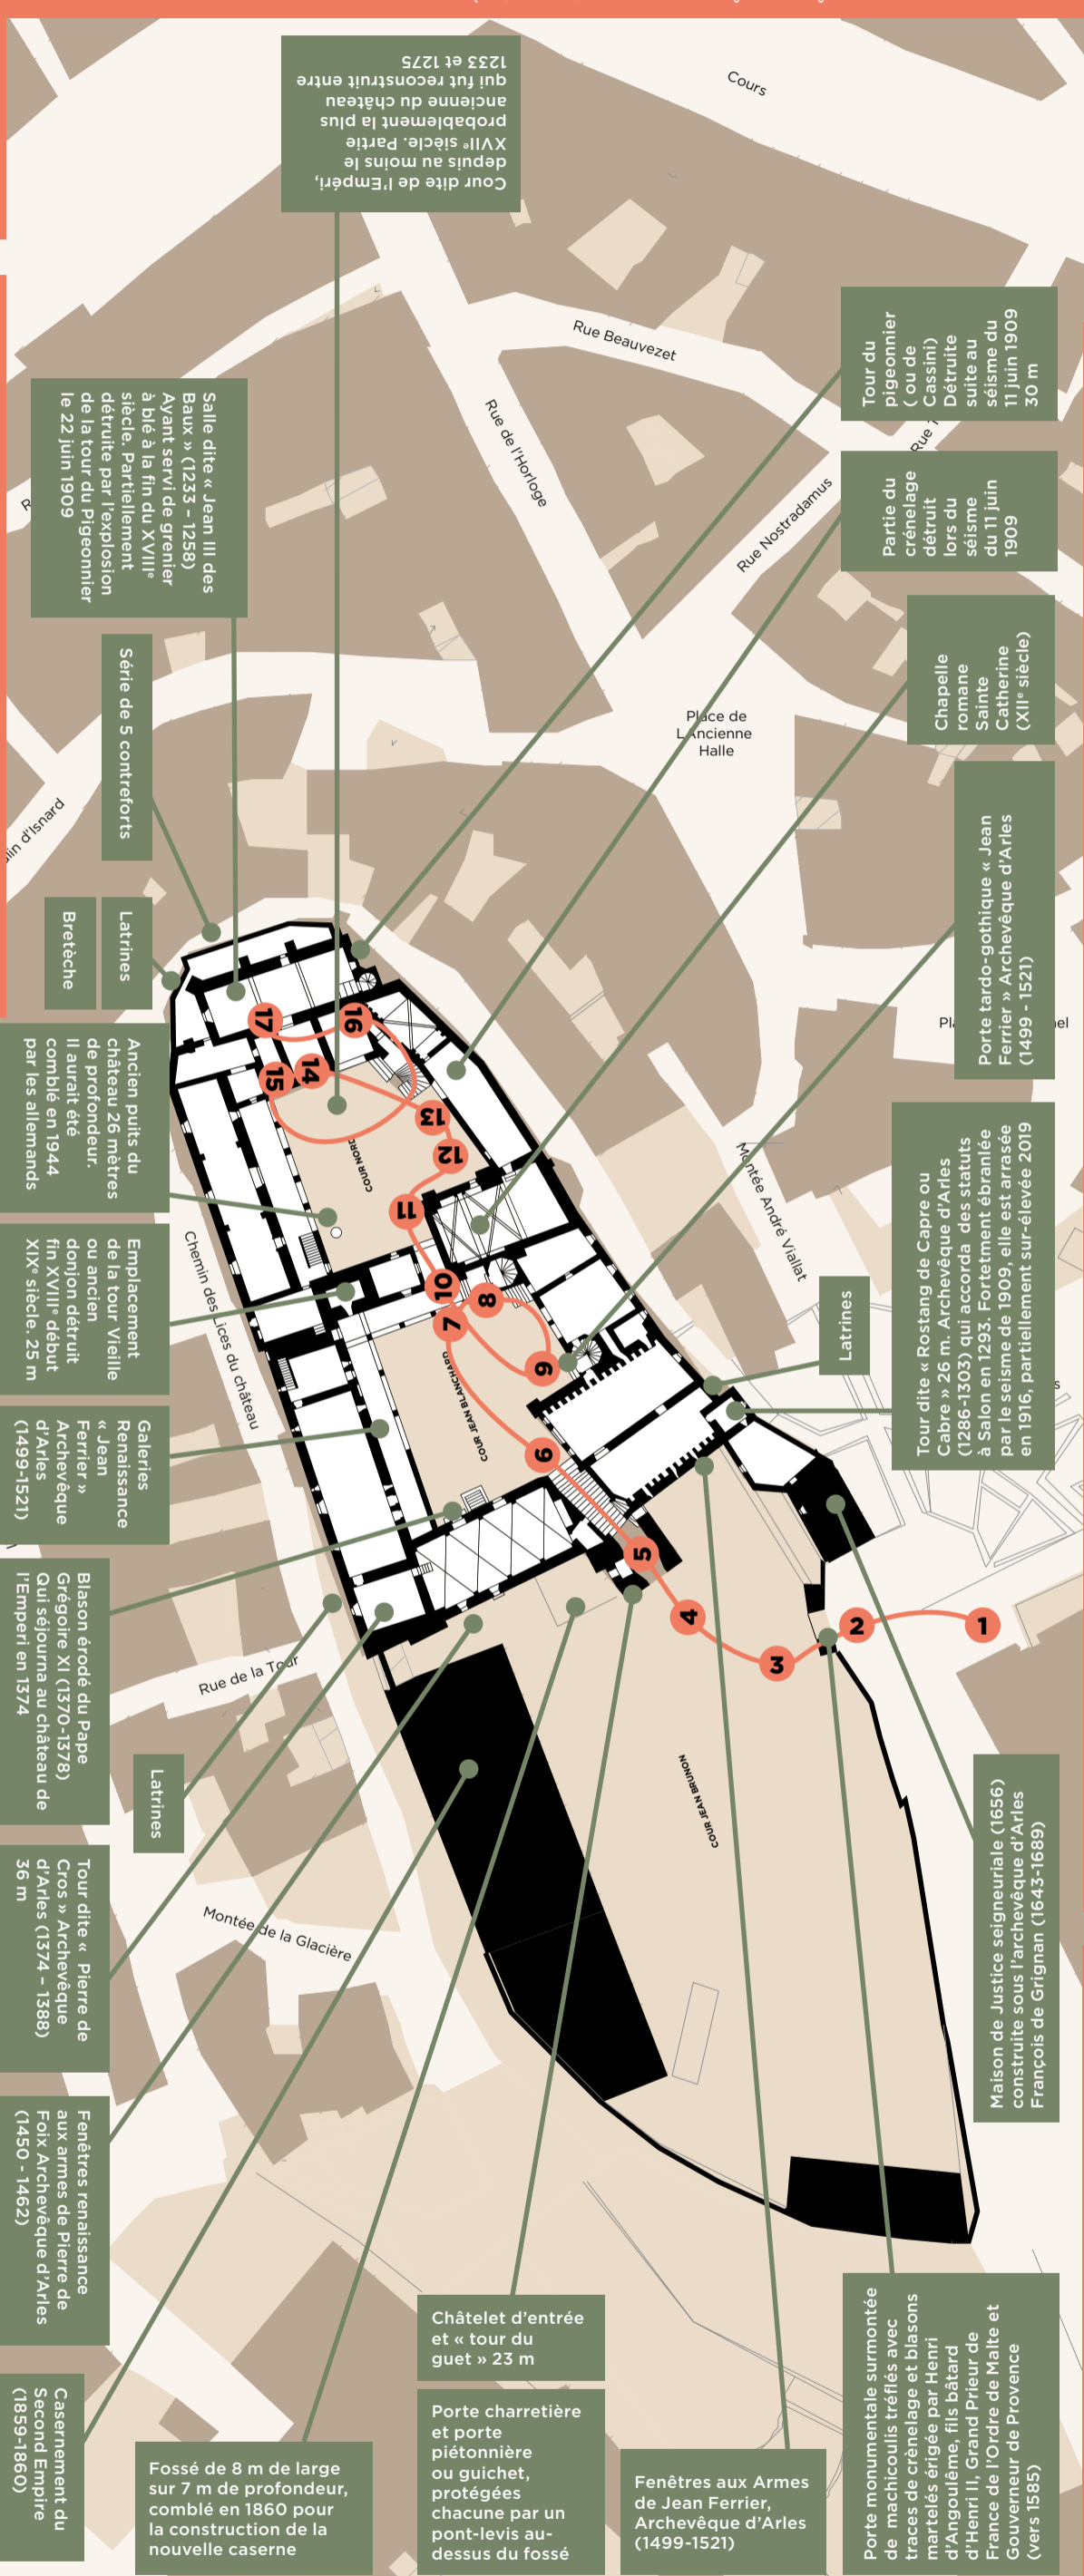 Cour dite de l'Empéri,
depuis au moins le
XVIIᵉ siècle. Partie
probablement la plus
ancienne du château
qui fut reconstruit entre
1233 et 1275
Cours
Rue Beauvezet
Rue de l'Horloge
Rue Nostradamus
Place de
L'Ancienne
Halle
Tour du
pigeonnier
( ou de
Cassini)
Détruite
suite au
séisme du
11 juin 1909
30 m
Partie du
crénelage
détruit
lors du
séisme
du 11 juin
1909
Chapelle
romane
Sainte
Catherine
(XIIᵉ siècle)
Porte tardo-gothique « Jean
Ferrier » Archevêque d'Arles
(1499 - 1521)
Tour dite « Rostang de Capre ou
Cabre » 26 m. Archevêque d'Arles
(1286-1303) qui accorda des statuts
à Salon en 1293. Fortetment ébranlée
par le seisme de 1909, elle est arrasée
en 1916, partiellement sur-élevée 2019
Latrines
Salle dite « Jean III des
Baux » (1233 – 1258)
Ayant servi de grenier
à blé à la fin du XVIIIᵉ
siècle. Partiellement
détruite par l'explosion
de la tour du Pigeonnier
le 22 juin 1909
Série de 5 contreforts
Latrines
Bretèche
Ancien puits du
château 26 mètres
de profondeur.
Il aurait été
comblé en 1944
par les allemands
Emplacement
de la tour Vieille
ou ancien
donjon détruit
fin XVIIIᵉ début
XIXᵉ siècle. 25 m
Galeries
Renaissance
« Jean
Ferrier »
Archevêque
d'Arles
(1499-1521)
Blason érodé du Pape
Grégoire XI (1370-1378)
Qui séjourna au château de
l'Emperi en 1374
Latrines
Tour dite « Pierre de
Cros » Archevêque
d'Arles (1374 – 1388)
36 m
Fenêtres renaissance
aux armes de Pierre de
Foix Archevêque d'Arles
(1450 - 1462)
Casernement du
Second Empire
(1859-1860)
Montée André Viallat
Chemin des Lices du château
Rue de la Tour
Montée de la Glacière
COUR NORD
COUR JEAN BLANCHARD
COUR JEAN BRUNON
1
2
3
4
5
6
7
8
9
10
11
12
13
14
15
16
17
Maison de Justice seigneuriale (1656)
construite sous l'archevêque d'Arles
François de Grignan (1643-1689)
Porte monumentale surmontée
de machicoulis tréflés avec
traces de crènelage et blasons
martelés érigée par Henri
d'Angoulême, fils bâtard
d'Henri II, Grand Prieur de
France de l'Ordre de Malte et
Gouverneur de Provence
(vers 1585)
Châtelet d'entrée
et « tour du
guet » 23 m
Porte charretière
et porte
piétonnière
ou guichet,
protégées
chacune par un
pont-levis au-
dessus du fossé
Fossé de 8 m de large
sur 7 m de profondeur,
comblé en 1860 pour
la construction de la
nouvelle caserne
Fenêtres aux Armes
de Jean Ferrier,
Archevêque d'Arles
(1499-1521)
d'Isnard
Rue